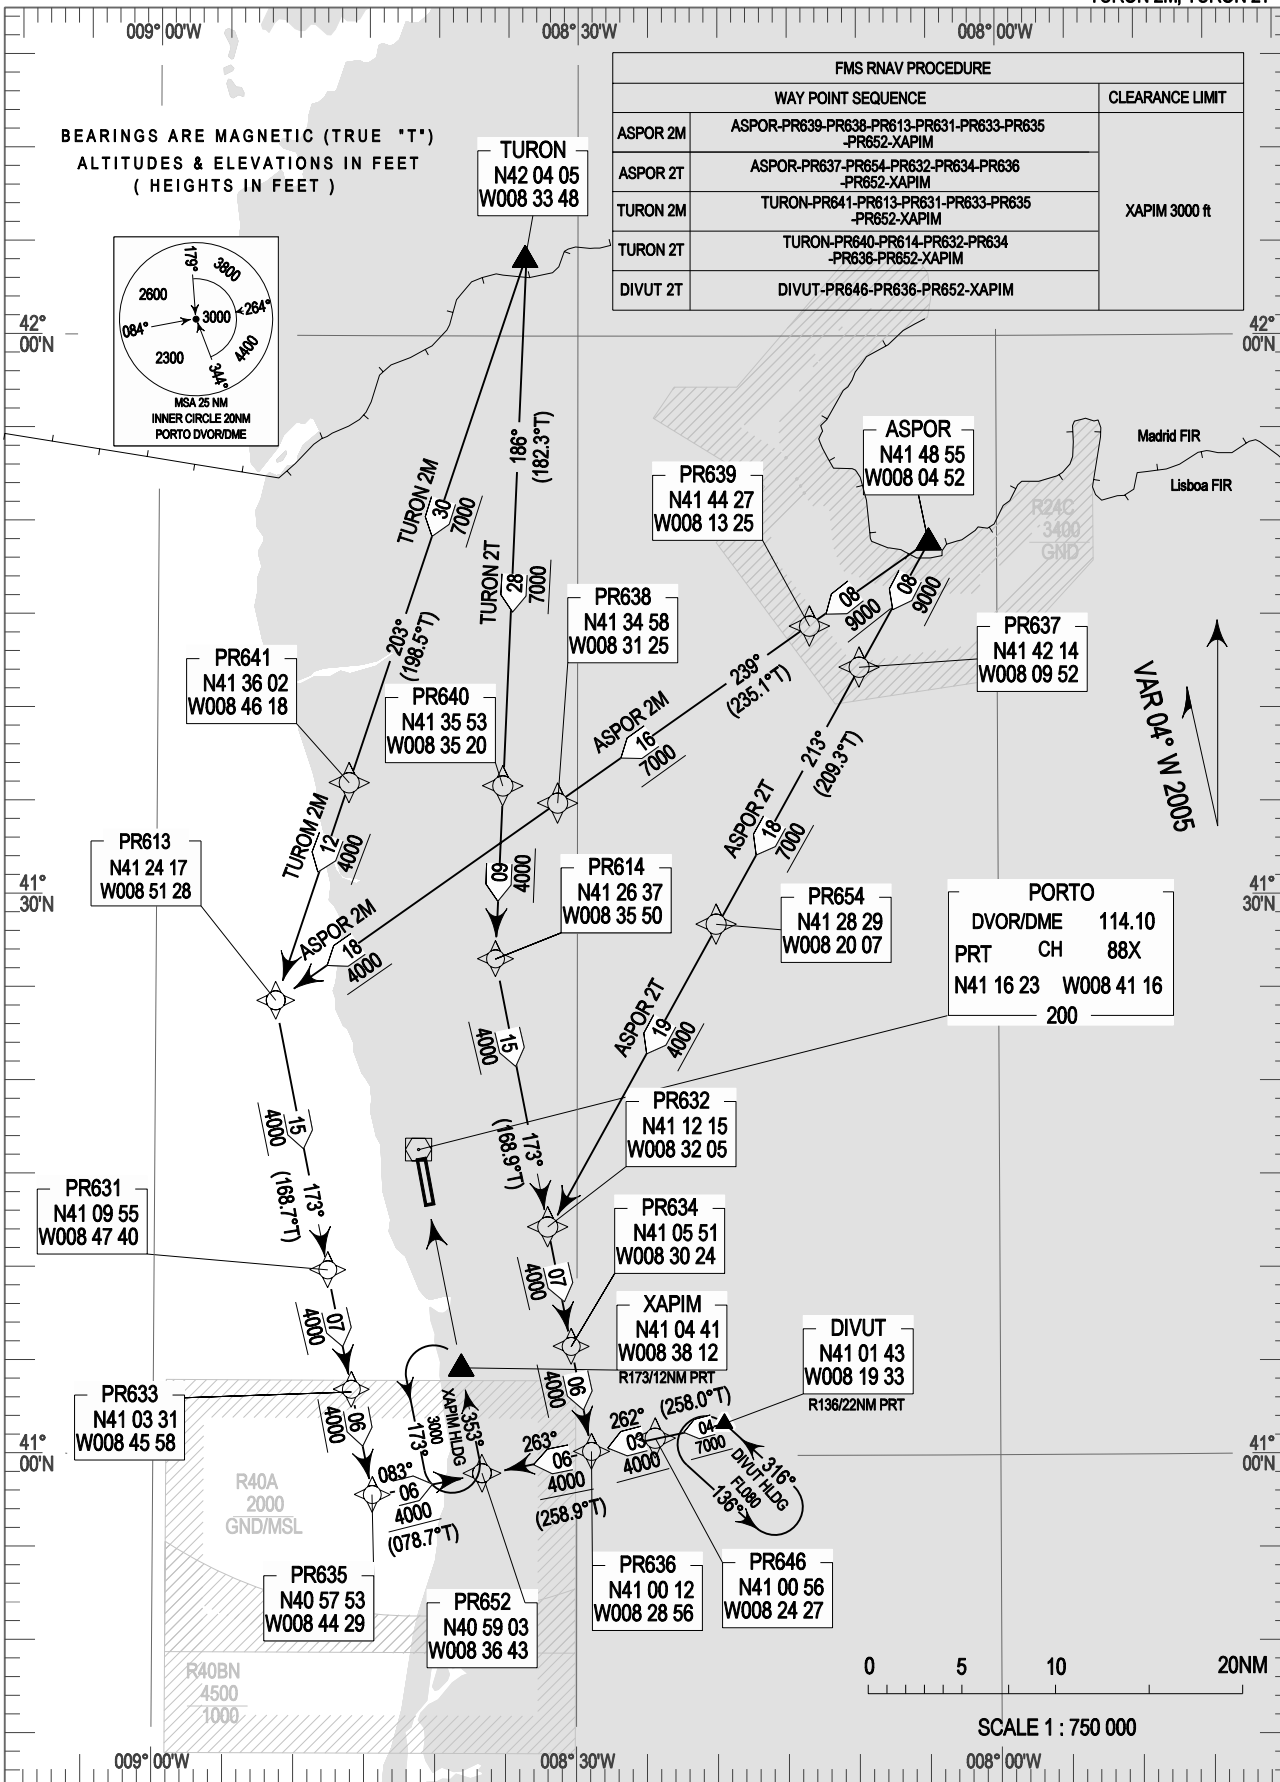 TURON 2M, TURON 2T
009° 00'W
008° 30'W
008° 00'W
FMS RNAV PROCEDURE
WAY POINT SEQUENCE
CLEARANCE LIMIT
ASPOR 2M
ASPOR-PR639-PR638-PR613-PR631-PR633-PR635
-PR652-XAPIM
ASPOR 2T
ASPOR-PR637-PR654-PR632-PR634-PR636
-PR652-XAPIM
TURON 2M
TURON-PR641-PR613-PR631-PR633-PR635
-PR652-XAPIM
TURON 2T
TURON-PR640-PR614-PR632-PR634
-PR636-PR652-XAPIM
DIVUT 2T
DIVUT-PR646-PR636-PR652-XAPIM
XAPIM 3000 ft
BEARINGS ARE MAGNETIC (TRUE "T")
ALTITUDES & ELEVATIONS IN FEET
( HEIGHTS IN FEET )
TURON
N42 04 05
W008 33 48
179°
3800
2600
264°
3000
084°
2300
4400
344°
MSA 25 NM
INNER CIRCLE 20NM
PORTO DVOR/DME
42°
00'N
42°
00'N
186°
(182.3°T)
ASPOR
N41 48 55
W008 04 52
Madrid FIR
Lisboa FIR
PR639
N41 44 27
W008 13 25
R24C
3400
GND
TURON 2M
30
7000
TURON 2T
28
7000
08
9000
08
9000
PR638
N41 34 58
W008 31 25
PR637
N41 42 14
W008 09 52
203°
(198.5°T)
PR641
N41 36 02
W008 46 18
PR640
N41 35 53
W008 35 20
239°
(235.1°T)
ASPOR 2M
16
7000
213°
(209.3°T)
VAR 04° W 2005
TUROM 2M
12
4000
ASPOR 2T
18
7000
PR613
N41 24 17
W008 51 28
09
4000
PR614
N41 26 37
W008 35 50
PR654
N41 28 29
W008 20 07
41°
30'N
41°
30'N
PORTO
DVOR/DME 114.10
PRT CH 88X
N41 16 23 W008 41 16
200
ASPOR 2M
18
4000
15
4000
ASPOR 2T
19
4000
15
4000
173°
(168.9°T)
PR632
N41 12 15
W008 32 05
PR631
N41 09 55
W008 47 40
173°
(168.7°T)
PR634
N41 05 51
W008 30 24
07
4000
07
4000
XAPIM
N41 04 41
W008 38 12
R173/12NM PRT
DIVUT
N41 01 43
W008 19 33
R136/22NM PRT
PR633
N41 03 31
W008 45 58
06
4000
06
4000
173°
3000
XAPIM HLDG
353°
262°
(258.0°T)
03
4000
04
7000
263°
06
4000
(258.9°T)
083°
06
4000
(078.7°T)
316°
DIVUT HLDG
FL080
136°
41°
00'N
41°
00'N
R40A
2000
GND/MSL
PR635
N40 57 53
W008 44 29
PR652
N40 59 03
W008 36 43
PR636
N41 00 12
W008 28 56
PR646
N41 00 56
W008 24 27
R40BN
4500
1000
0 5 10 20NM
SCALE 1 : 750 000
009° 00'W
008° 30'W
008° 00'W